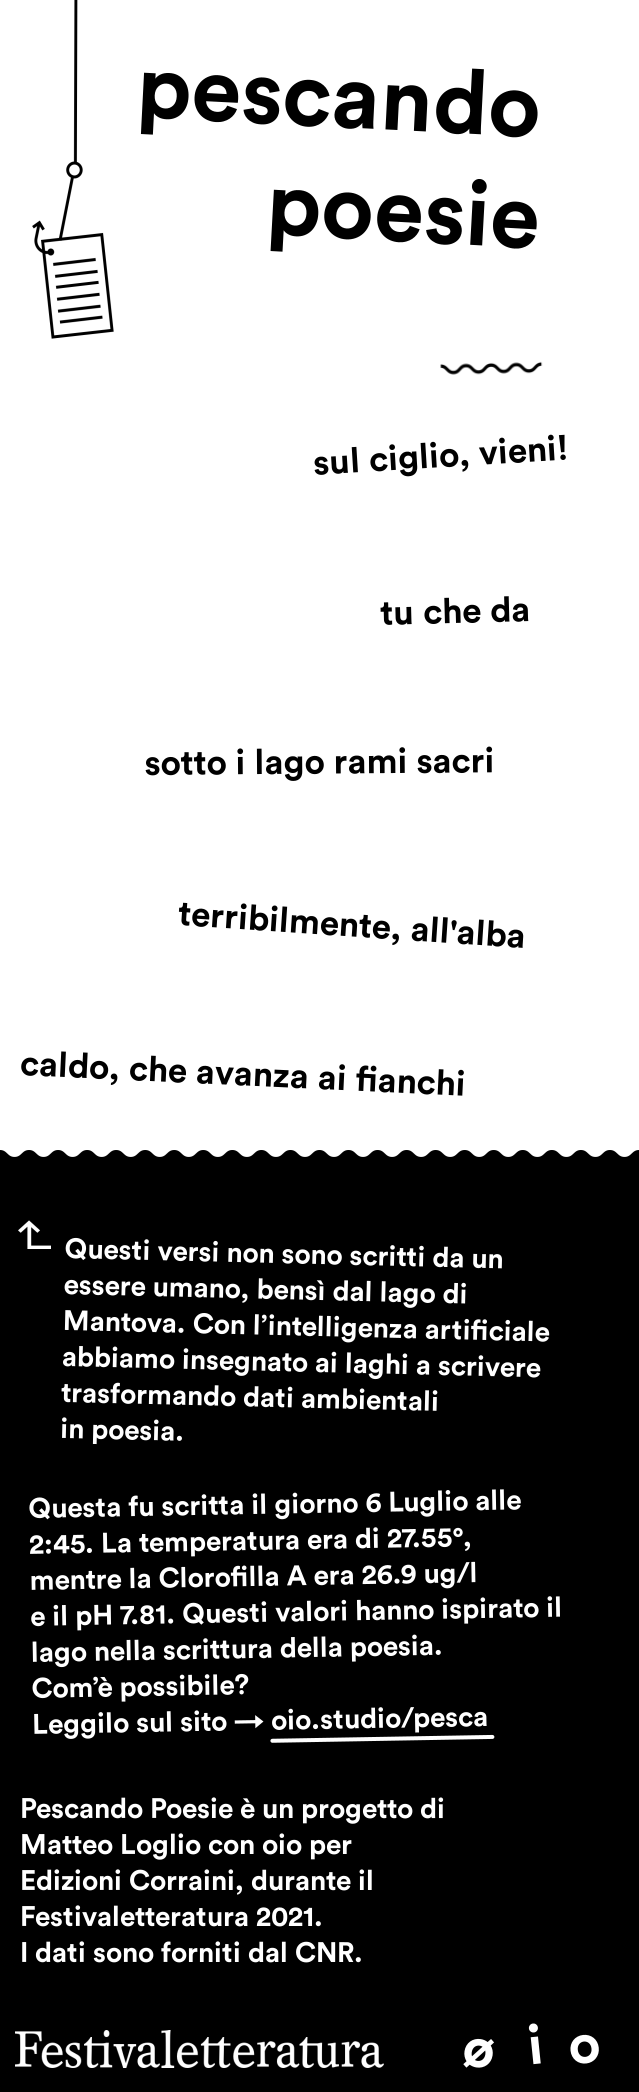 pescando
poesie
sul ciglio, vieni!
tu che da
sotto i lago rami sacri
terribilmente, all'alba
caldo, che avanza ai fianchi
Questi versi non sono scritti da un
essere umano, bensì dal lago di
Mantova. Con l’intelligenza artificiale
abbiamo insegnato ai laghi a scrivere
trasformando dati ambientali
in poesia.
Questa fu scritta il giorno 6 Luglio alle
2:45. La temperatura era di 27.55°,
mentre la Clorofilla A era 26.9 ug/l
e il pH 7.81. Questi valori hanno ispirato il
lago nella scrittura della poesia.
Com’è possibile?
Leggilo sul sito → oio.studio/pesca
Pescando Poesie è un progetto di
Matteo Loglio con oio per
Edizioni Corraini, durante il
Festivaletteratura 2021.
I dati sono forniti dal CNR.
Festivaletteratura ø i o